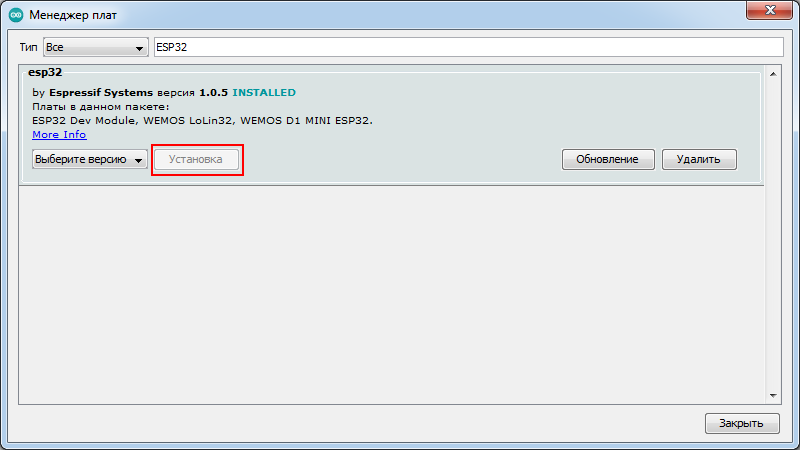 Менеджер плат
Тип Все ESP32
esp32
by Espressif Systems версия 1.0.5 INSTALLED
Платы в данном пакете:
ESP32 Dev Module, WEMOS LoLin32, WEMOS D1 MINI ESP32.
More Info
Выберите версию Установка Обновление Удалить
Закрыть